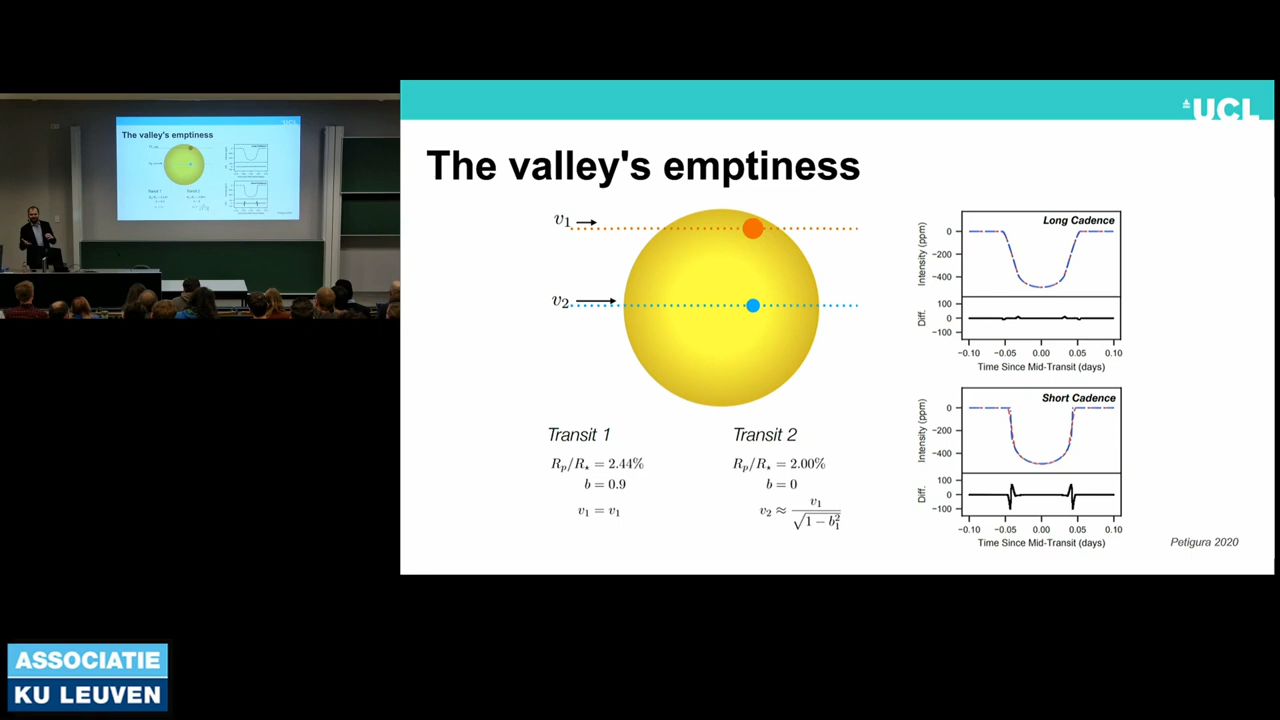 The valley's emptiness
UCL
The valley's emptiness
v₁
v₂
Transit 1
Rₚ/R⋆ = 2.44%
b = 0.9
v₁ = v₁
Transit 2
Rₚ/R⋆ = 2.00%
b = 0
v₂ ≈ v₁/√(1 − b₁²)
Long Cadence
Intensity (ppm)
0
−200
−400
Diff.
100
0
−100
−0.10 −0.05 0.00 0.05 0.10
Time Since Mid-Transit (days)
Short Cadence
Intensity (ppm)
0
−200
−400
Diff.
100
0
−100
−0.10 −0.05 0.00 0.05 0.10
Time Since Mid-Transit (days)
Petigura 2020
ASSOCIATIE
KU LEUVEN